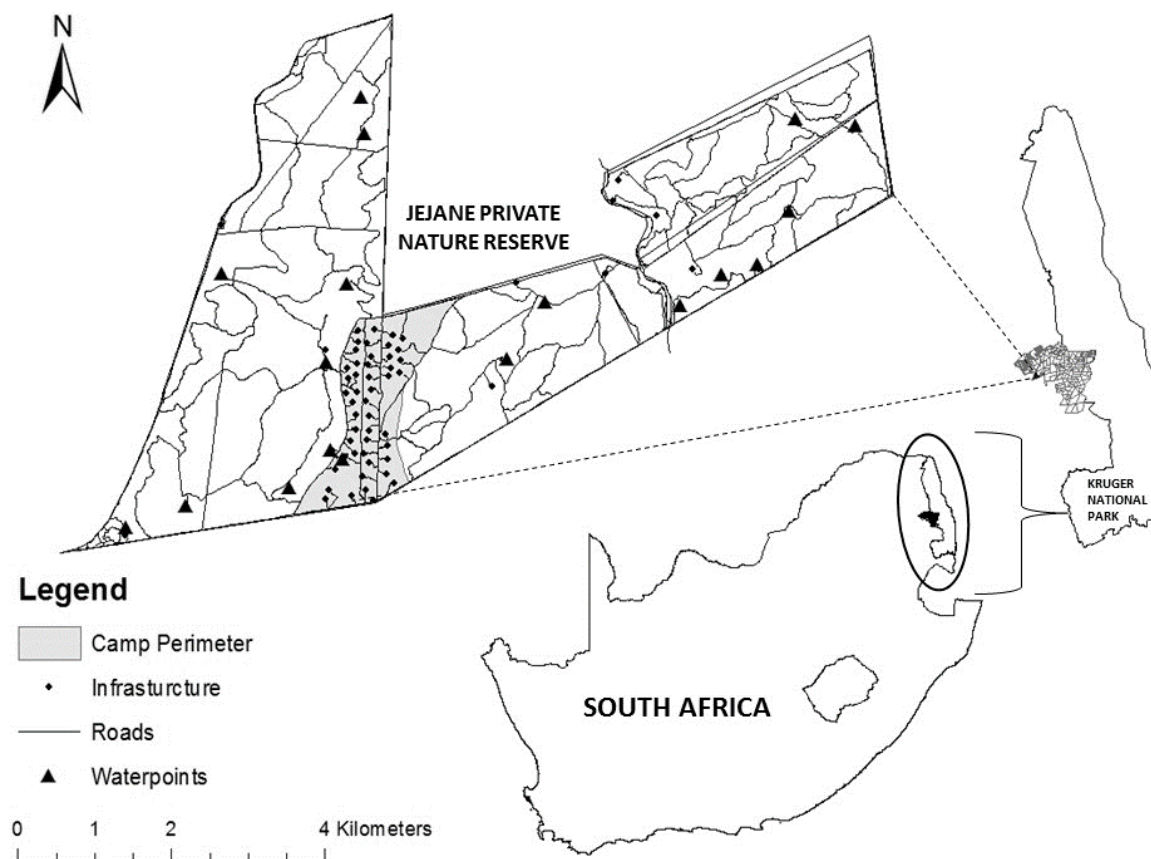 N
JEJANE PRIVATE
NATURE RESERVE
KRUGER
NATIONAL
PARK
SOUTH AFRICA
Legend
Camp Perimeter
Infrasturcture
Roads
Waterpoints
0 1 2 4 Kilometers